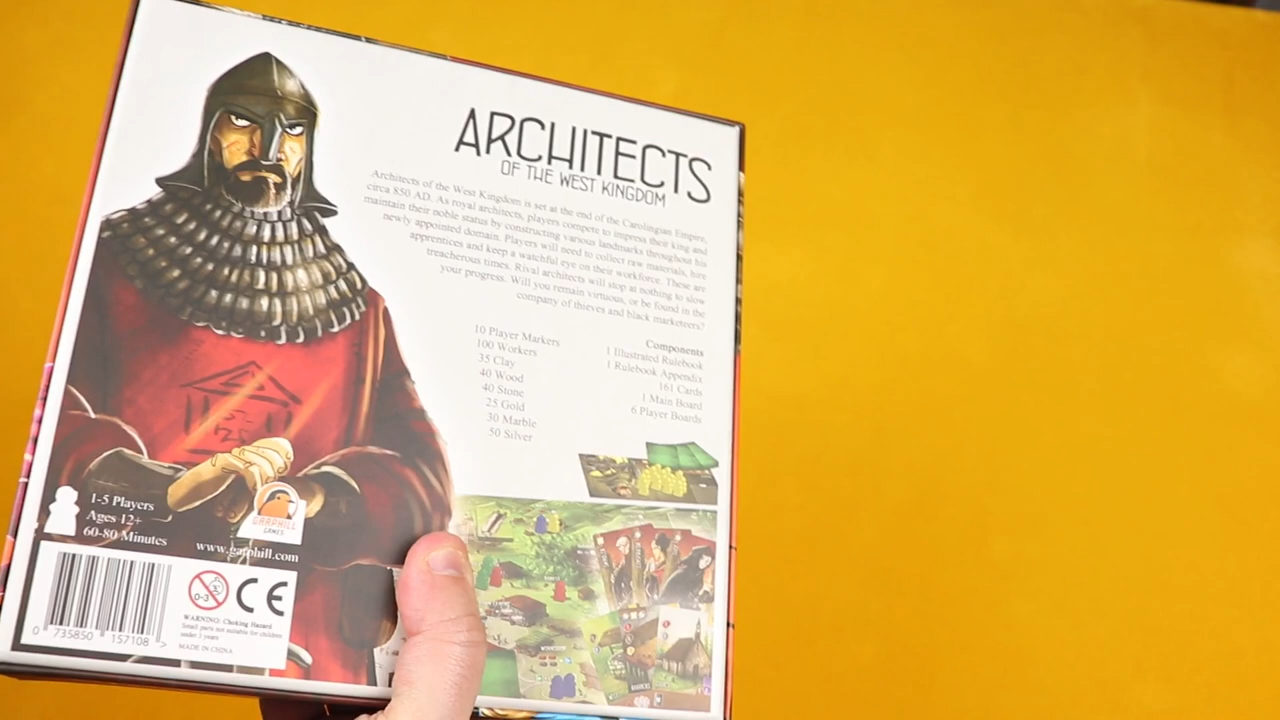 ARCHITECTS
OF THE WEST KINGDOM
Architects of the West Kingdom is set at the end of the Carolingian Empire,
circa 850 AD. As royal architects, players compete to impress their king and
maintain their noble status by constructing various landmarks throughout his
newly appointed domain. Players will need to collect raw materials, hire
apprentices and keep a watchful eye on their workforce. These are
treacherous times. Rival architects will stop at nothing to slow
your progress. Will you remain virtuous, or be found in the
company of thieves and black marketeers?
Components
1 Illustrated Rulebook
1 Rulebook Appendix
161 Cards
1 Main Board
6 Player Boards
10 Player Markers
100 Workers
35 Clay
40 Wood
40 Stone
25 Gold
30 Marble
50 Silver
1-5 Players
Ages 12+
60-80 Minutes
GARPHILL
GAMES
www.garphill.com
0-3
CE
WARNING: Choking Hazard
Small parts not suitable for children
under 3 years
MADE IN CHINA
0 735850 157108 >
WORKSHOP
BARRACKS